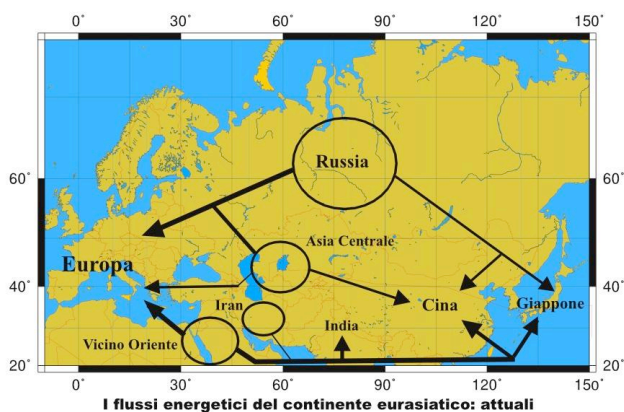 0° 30° 60° 90° 120° 150°
60°
60°
40°
40°
20°
20°
Russia
Asia Centrale
Europa
Iran
Cina
Giappone
India
Vicino Oriente
0° 30° 60° 90° 120° 150°
I flussi energetici del continente eurasiatico: attuali